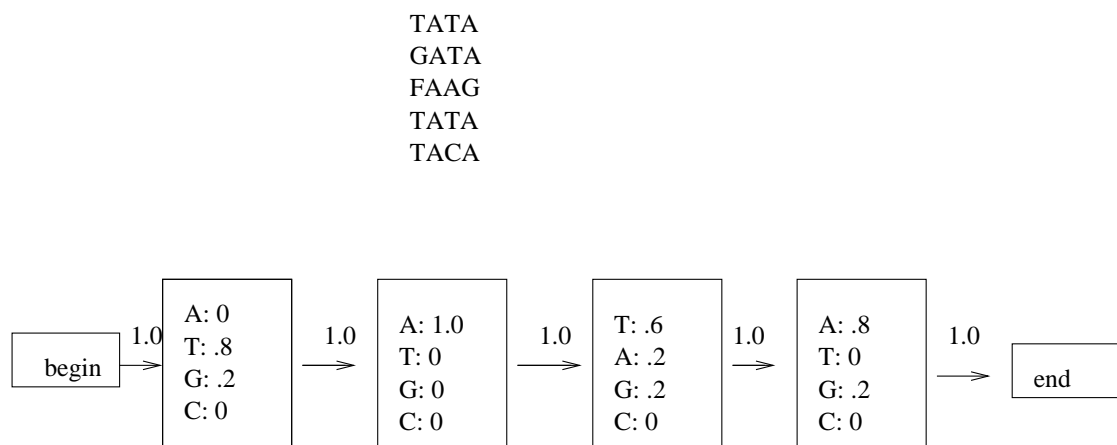 TATA
GATA
FAAG
TATA
TACA
begin
1.0
A: 0
T: .8
G: .2
C: 0
1.0
A: 1.0
T: 0
G: 0
C: 0
1.0
T: .6
A: .2
G: .2
C: 0
1.0
A: .8
T: 0
G: .2
C: 0
1.0
end